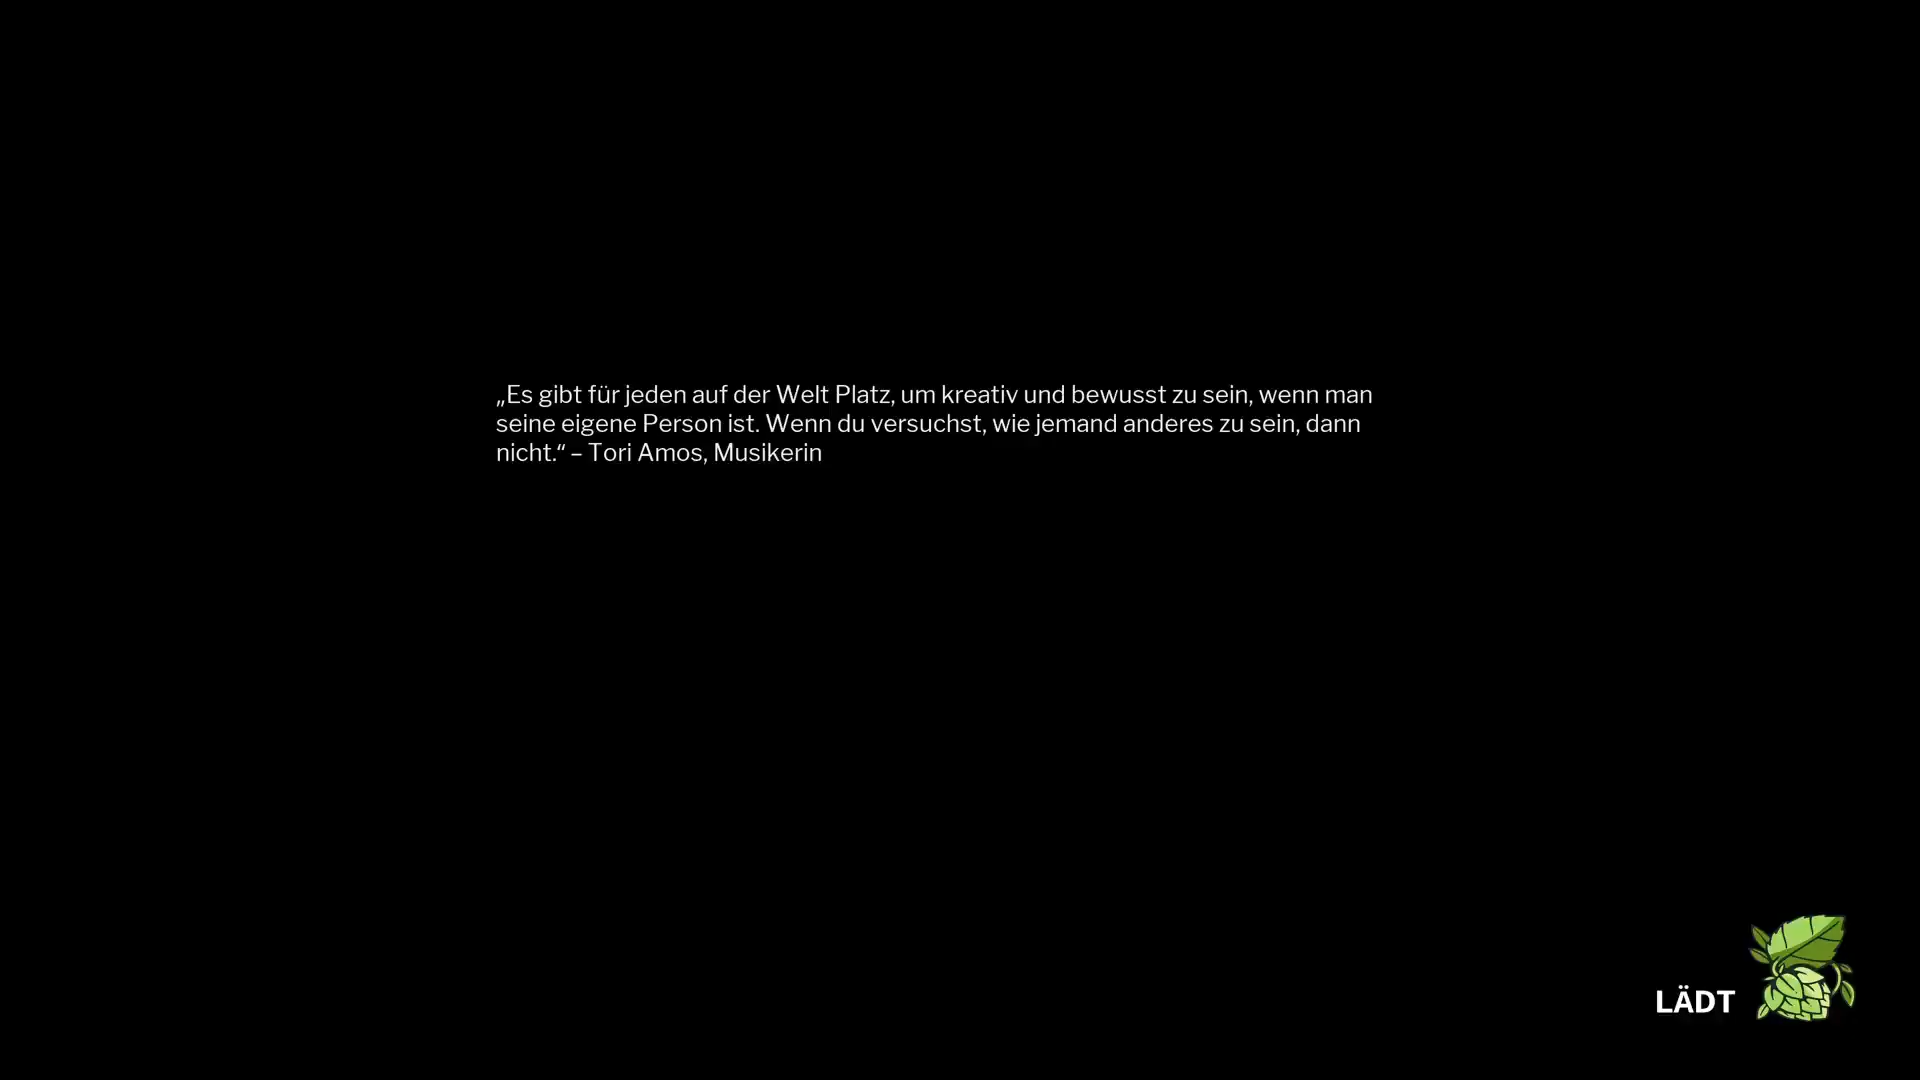 „Es gibt für jeden auf der Welt Platz, um kreativ und bewusst zu sein, wenn man
seine eigene Person ist. Wenn du versuchst, wie jemand anderes zu sein, dann
nicht.“ – Tori Amos, Musikerin
LÄDT